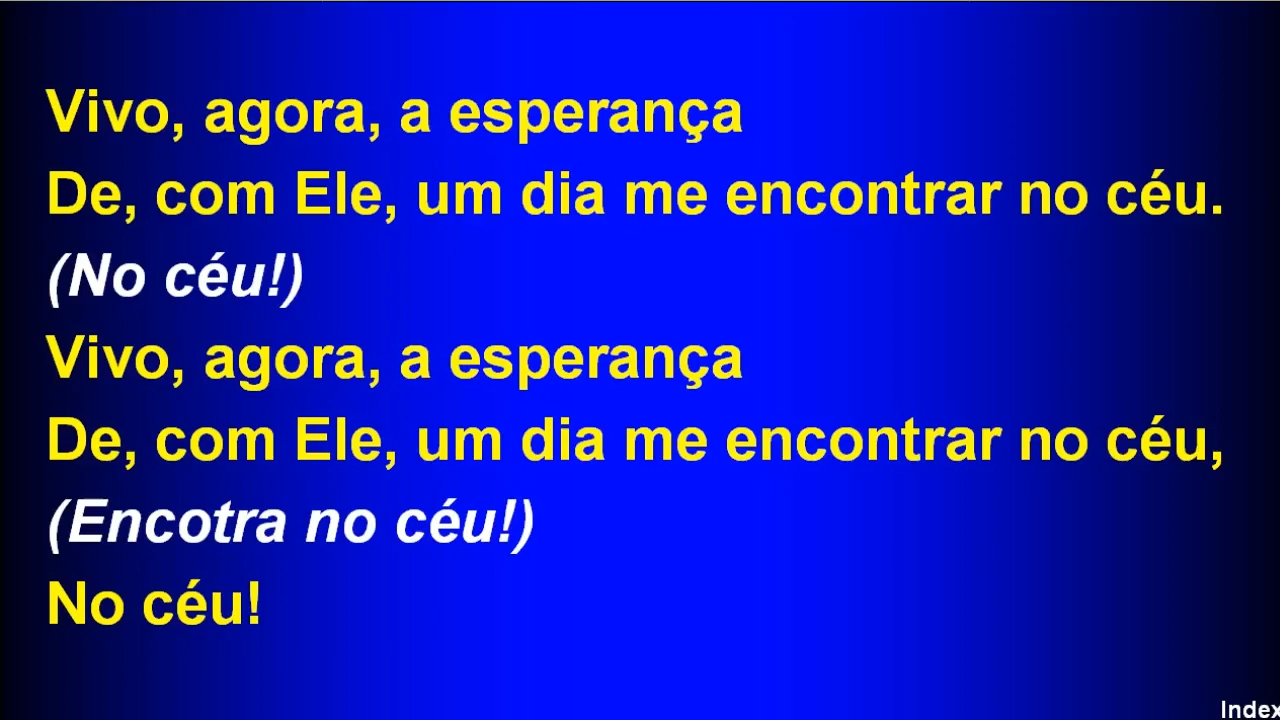 Vivo, agora, a esperança
De, com Ele, um dia me encontrar no céu.
(No céu!)
Vivo, agora, a esperança
De, com Ele, um dia me encontrar no céu,
(Encotra no céu!)
No céu!
Index